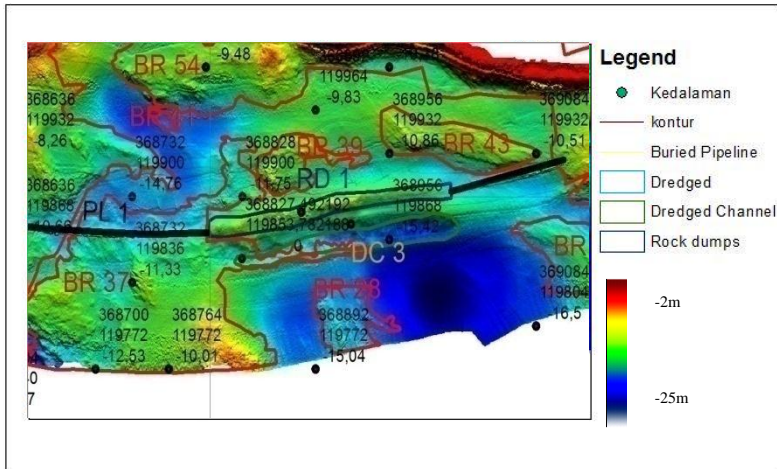 -9,48
BR 54
119964
-9,83
368636
119932
-8,26
368956
119932
-10,86
369084
119932
-10,51
368732
119900
-14,76
368828
119900
-11,75
BR 39
BR 43
RD 1
368636
119868
PL 1
368827,492192
368956
119868
-15,42
0
368732
119836
-11,33
DC 3
BR
BR 37
369084
119804
-16,5
BR 28
368700
119772
-12,53
368764
119772
-10,01
368892
119772
-15,04
Legend
Kedalaman
kontur
Buried Pipeline
Dredged
Dredged Channel
Rock dumps
-2m
-25m